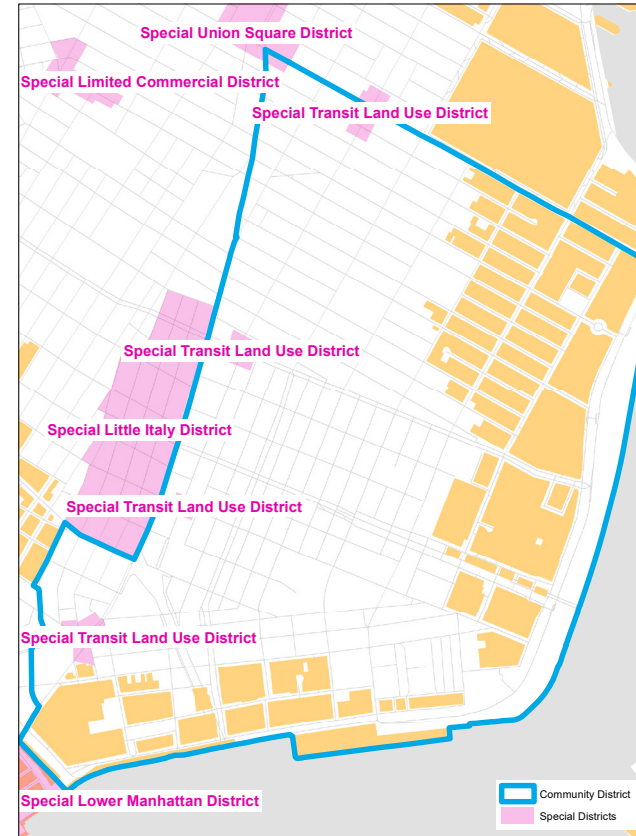 Special Union Square District
Special Limited Commercial District
Special Transit Land Use District
Special Transit Land Use District
Special Little Italy District
Special Transit Land Use District
Special Transit Land Use District
Special Lower Manhattan District
Community District
Special Districts